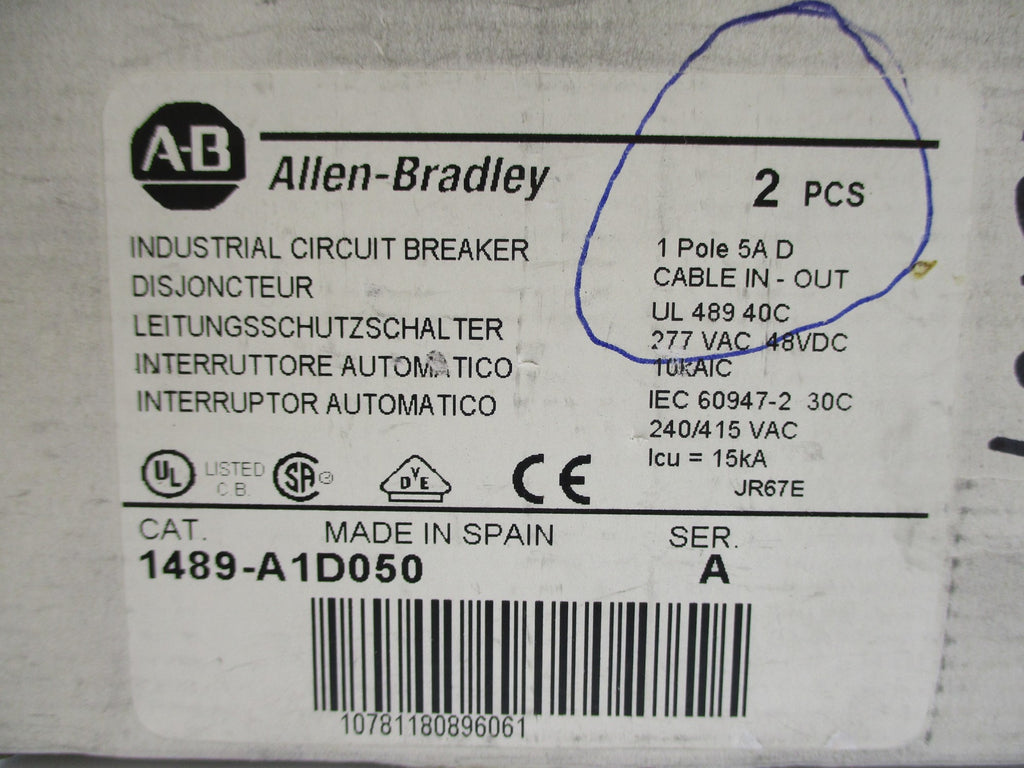 A-B
Allen-Bradley
2 PCS
INDUSTRIAL CIRCUIT BREAKER
DISJONCTEUR
LEITUNGSSCHUTZSCHALTER
INTERRUTTORE AUTOMATICO
INTERRUPTOR AUTOMATICO
1 Pole 5A D
CABLE IN - OUT
UL 489 40C
277 VAC 48VDC
10kAIC
IEC 60947-2 30C
240/415 VAC
Icu = 15kA
JR67E
UL LISTED C.B. SA DVE CE
CAT. MADE IN SPAIN SER.
1489-A1D050 A
10781180896061